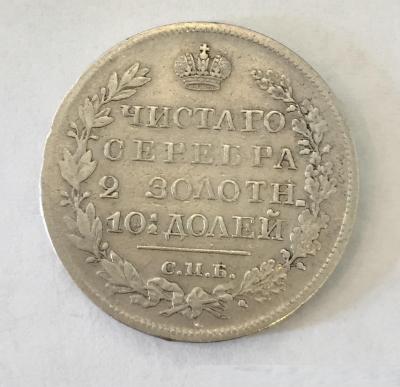 ЧИСТАГО
СЕРЕБРА
2 ЗОЛОТН.
10½ ДОЛЕЙ
С.П.Б.